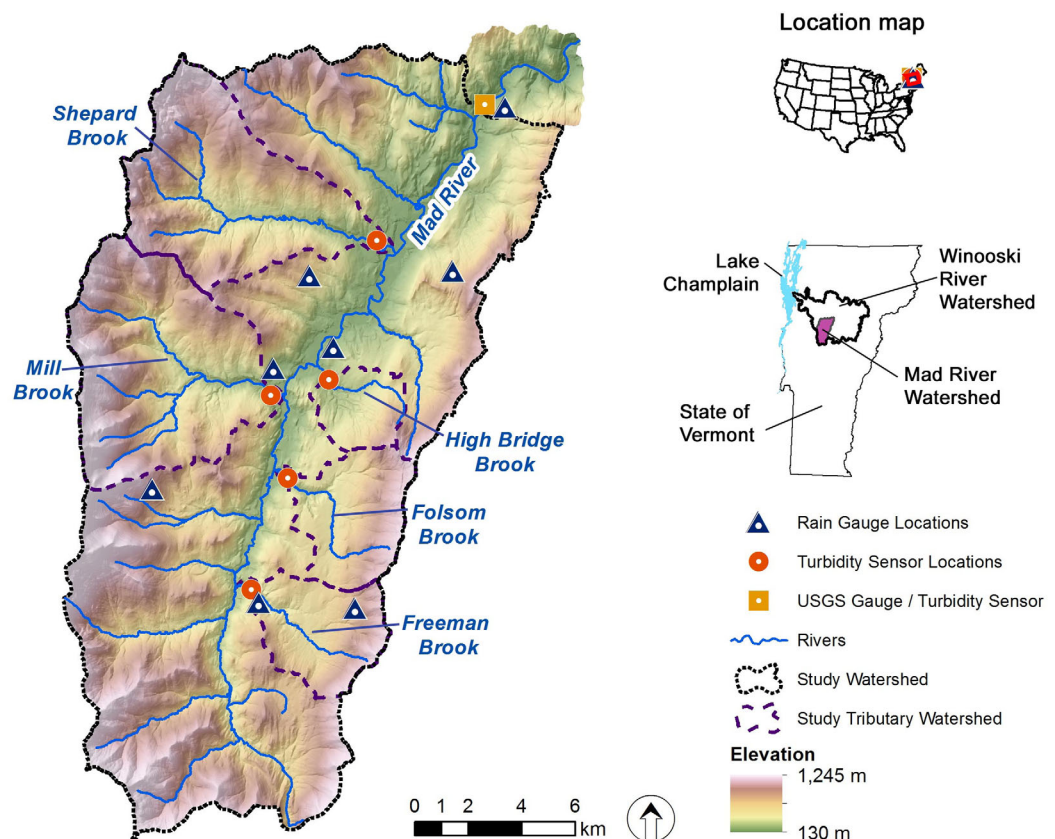 Location map
Shepard
Brook
Mad River
Mill
Brook
High Bridge
Brook
Folsom
Brook
Freeman
Brook
Lake
Champlain
Winooski
River
Watershed
Mad River
Watershed
State of
Vermont
Rain Gauge Locations
Turbidity Sensor Locations
USGS Gauge / Turbidity Sensor
Rivers
Study Watershed
Study Tributary Watershed
Elevation
1,245 m
130 m
0 1 2 4 6
km